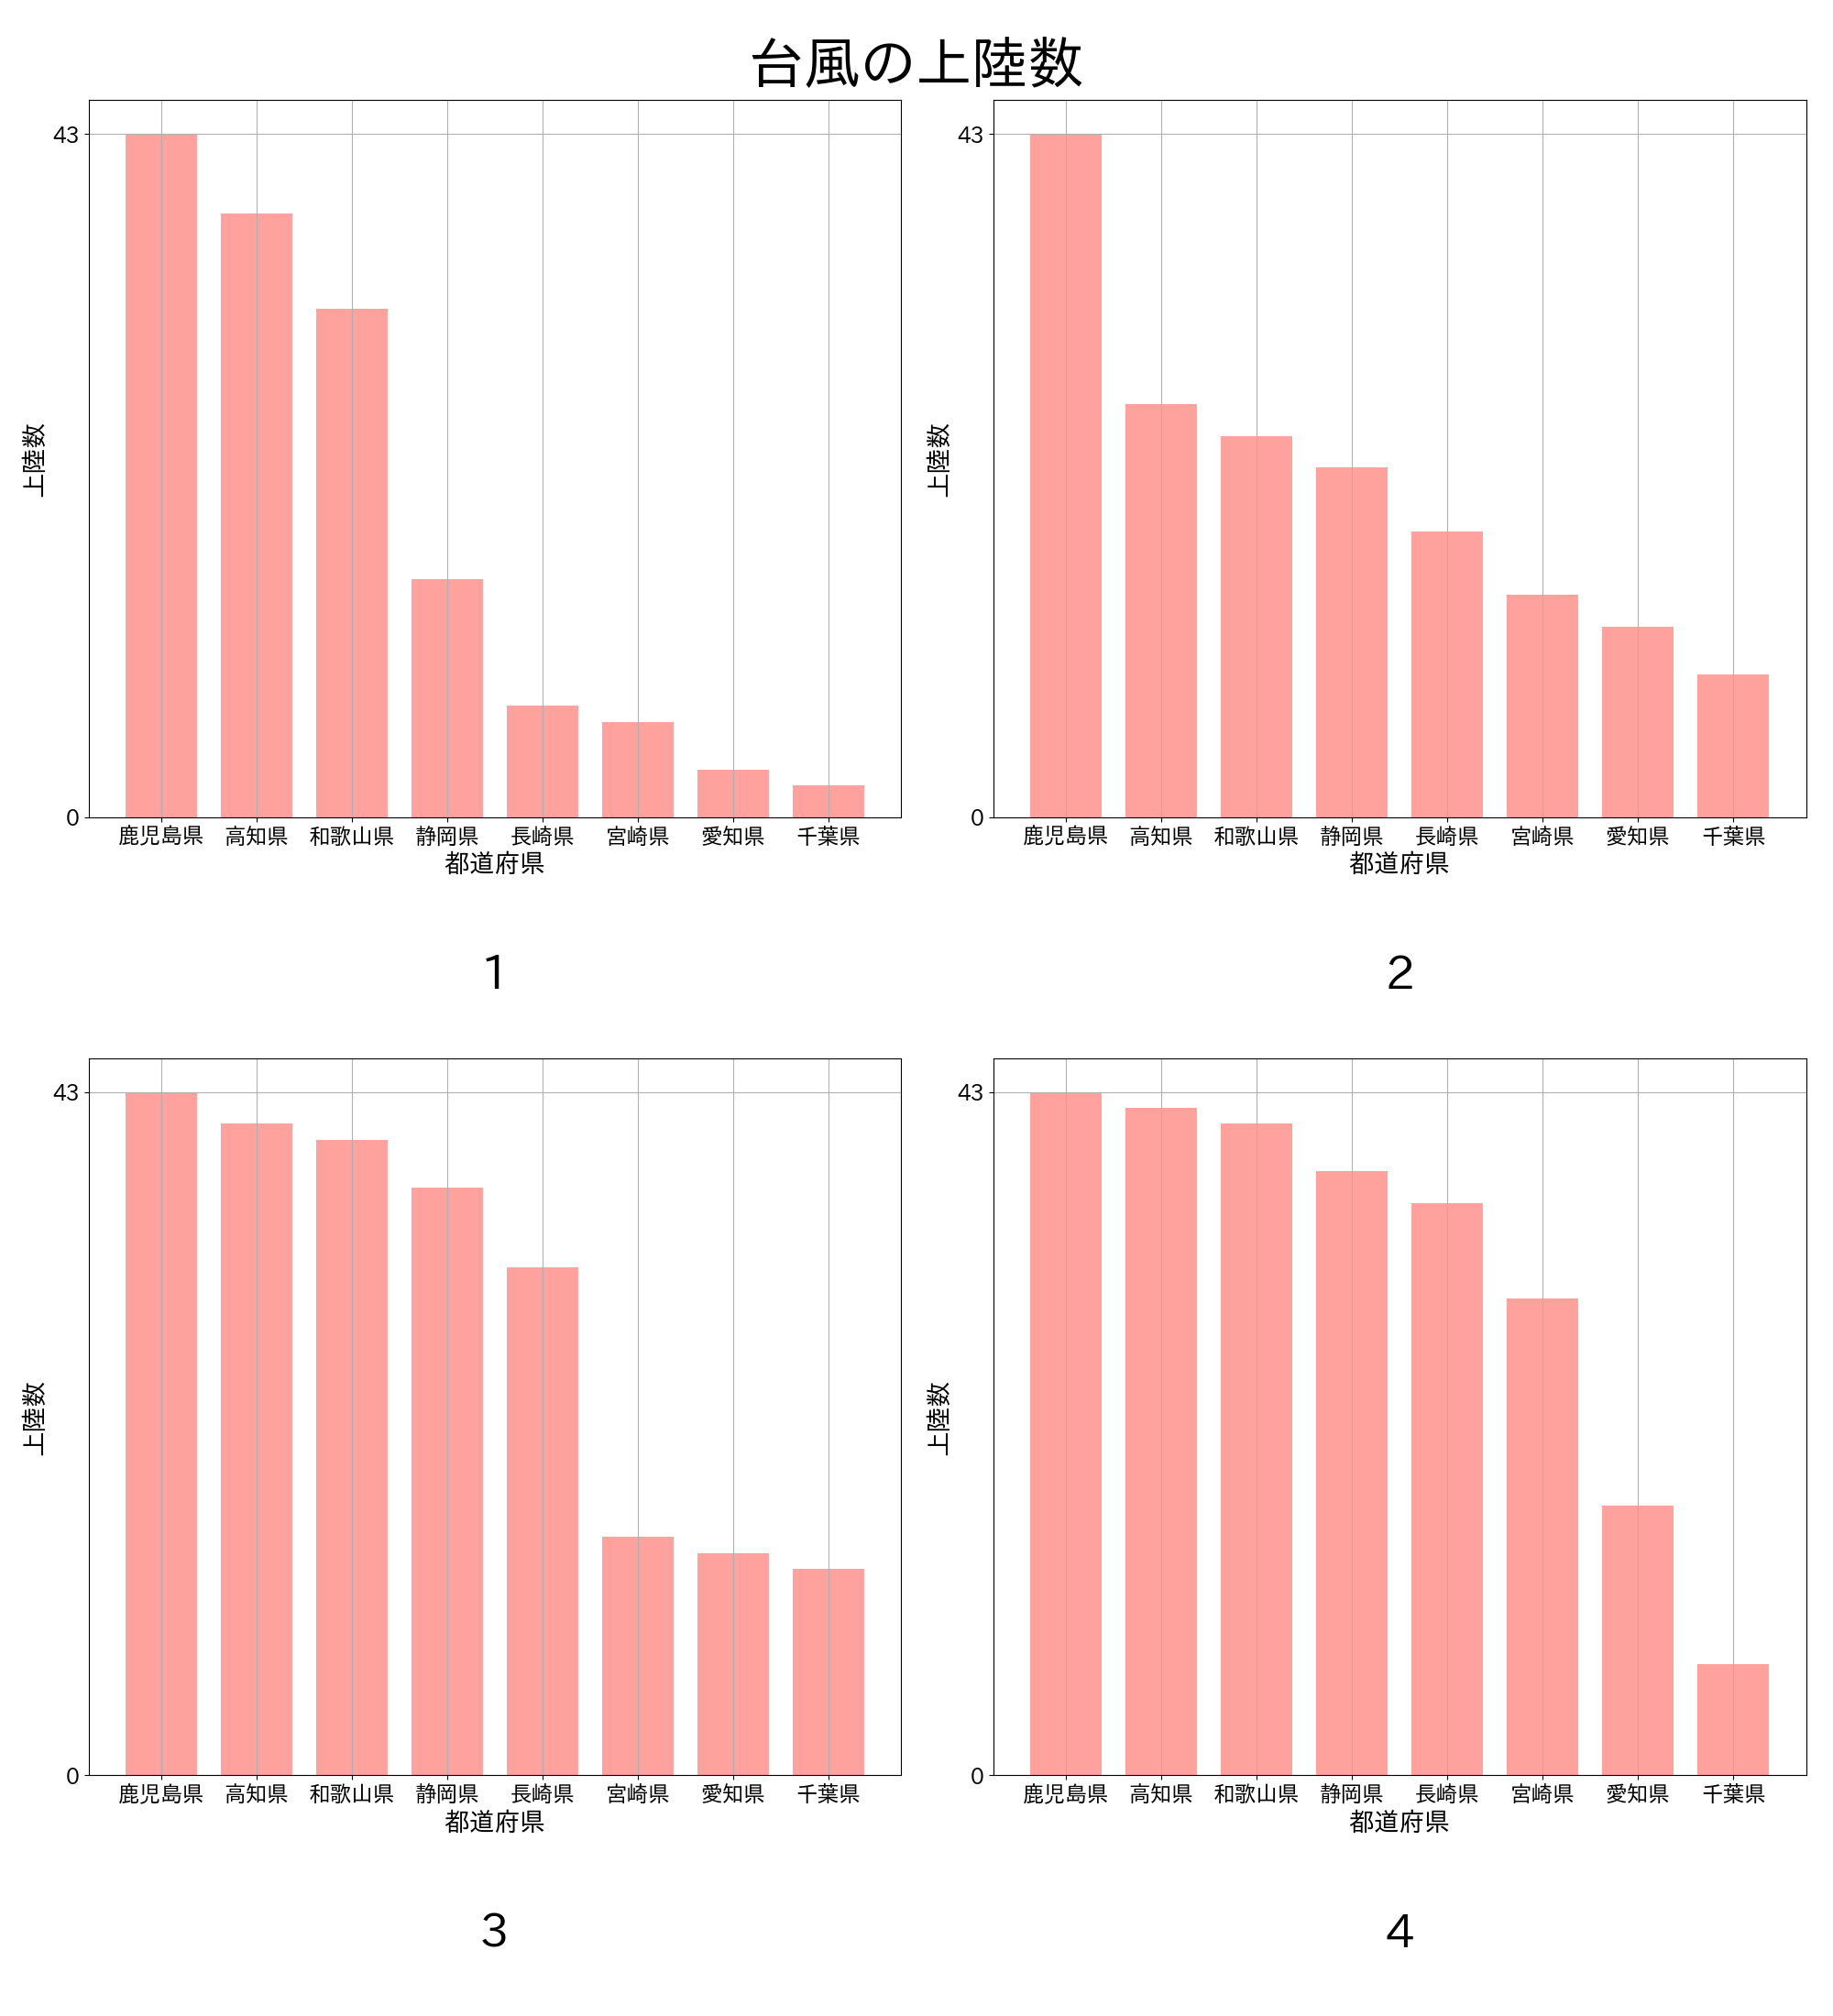 台風の上陸数
43
0
上陸数
鹿児島県 高知県 和歌山県 静岡県 長崎県 宮崎県 愛知県 千葉県
都道府県
1
43
0
上陸数
鹿児島県 高知県 和歌山県 静岡県 長崎県 宮崎県 愛知県 千葉県
都道府県
2
43
0
上陸数
鹿児島県 高知県 和歌山県 静岡県 長崎県 宮崎県 愛知県 千葉県
都道府県
3
43
0
上陸数
鹿児島県 高知県 和歌山県 静岡県 長崎県 宮崎県 愛知県 千葉県
都道府県
4